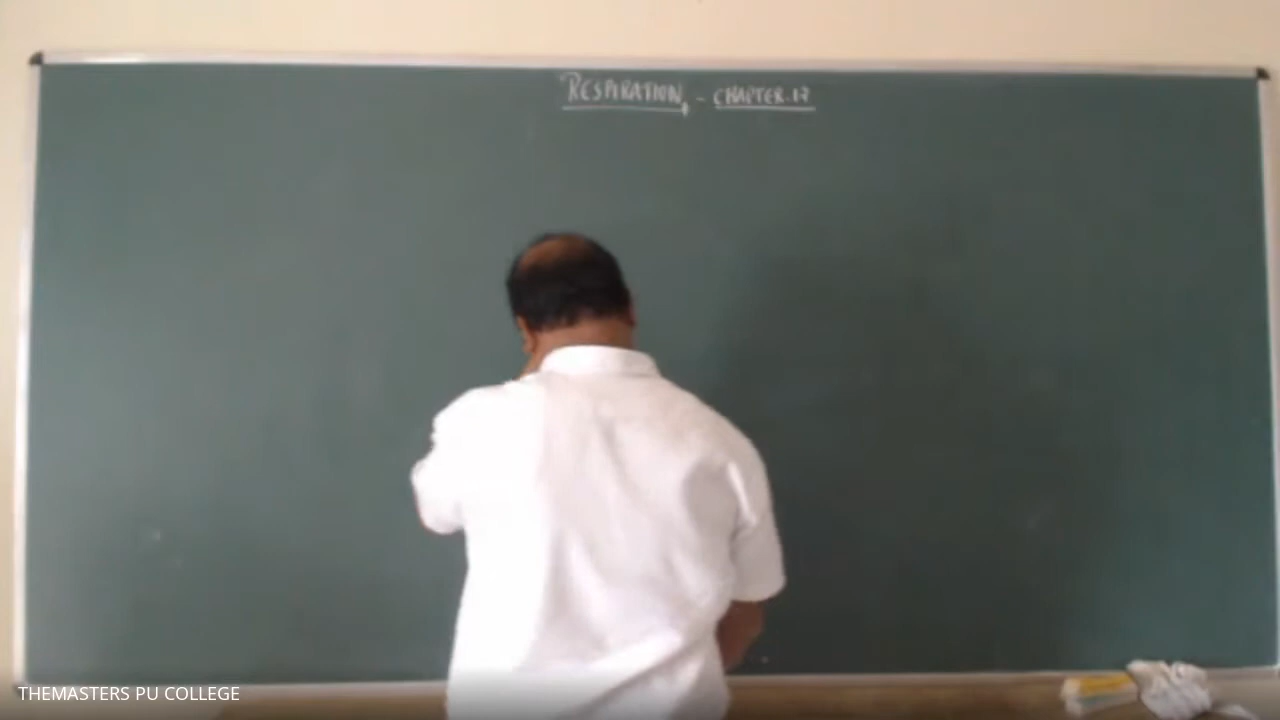 RESPIRATION, - CHAPTER.17
THEMASTERS PU COLLEGE